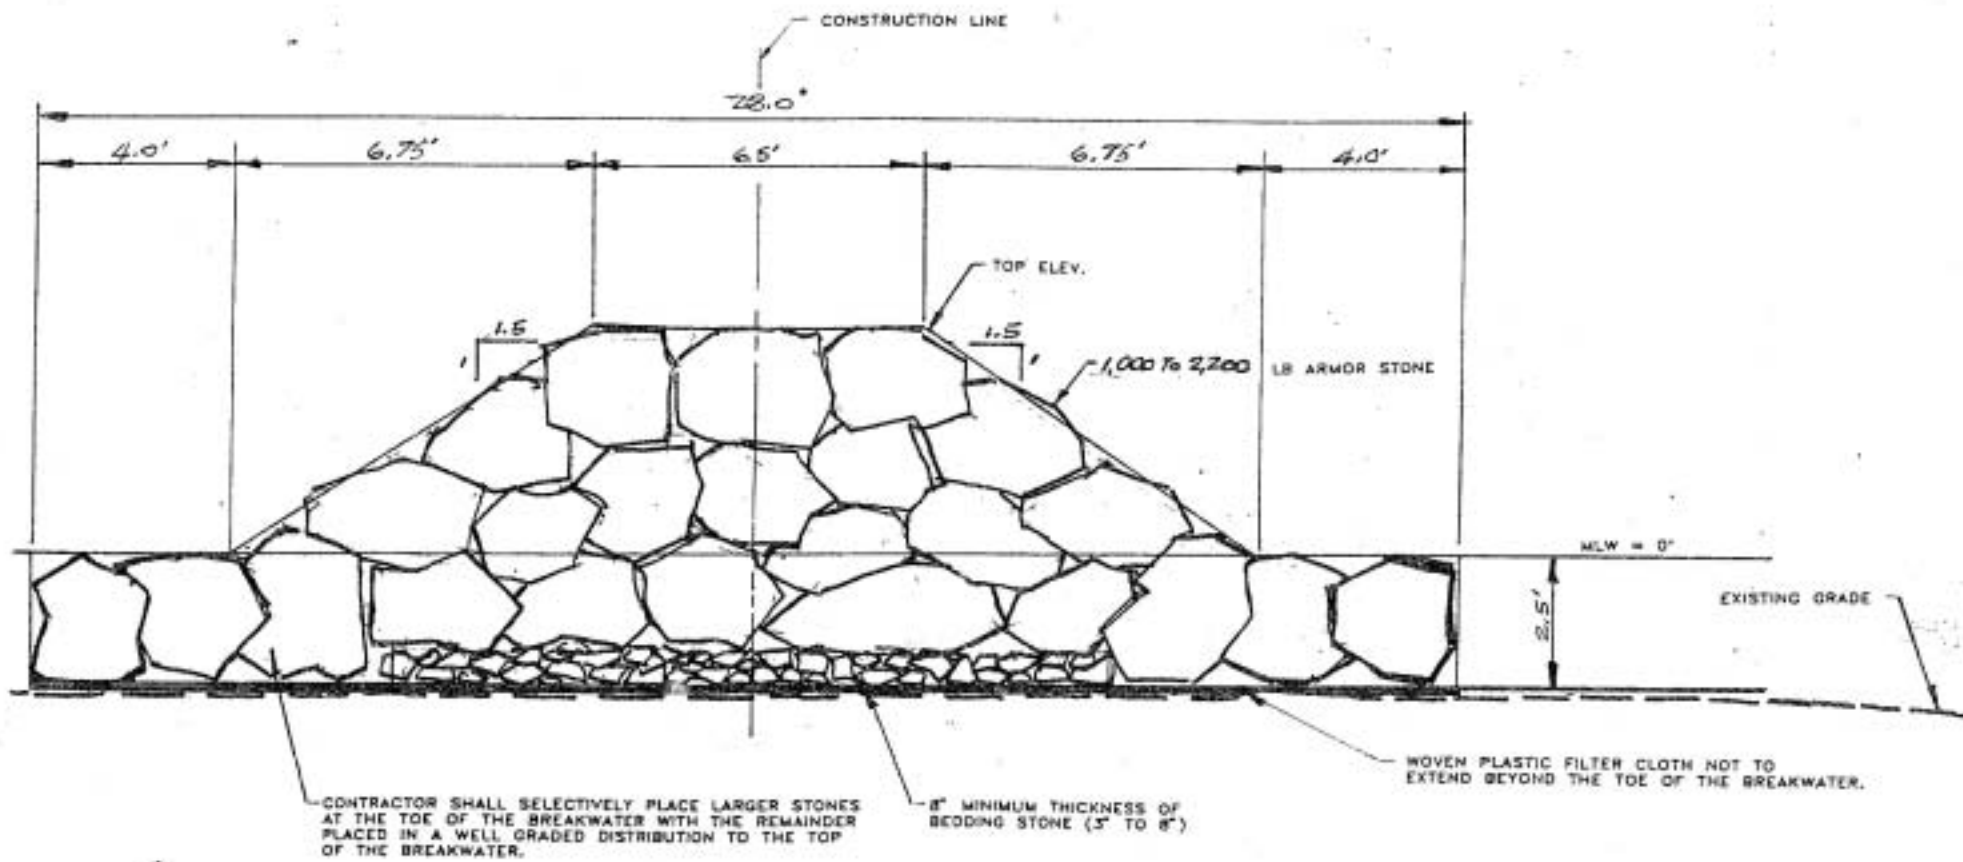 CONSTRUCTION LINE
28.0'
4.0' 6.75' 6.5' 6.75' 4.0'
TOP ELEV.
1.5 1.5
1 1
1,000 To 2,200 LB ARMOR STONE
MLW = 0'
2.5'
EXISTING GRADE
WOVEN PLASTIC FILTER CLOTH NOT TO
EXTEND BEYOND THE TOE OF THE BREAKWATER.
CONTRACTOR SHALL SELECTIVELY PLACE LARGER STONES
AT THE TOE OF THE BREAKWATER WITH THE REMAINDER
PLACED IN A WELL GRADED DISTRIBUTION TO THE TOP
OF THE BREAKWATER.
8" MINIMUM THICKNESS OF
BEDDING STONE (3" TO 8")